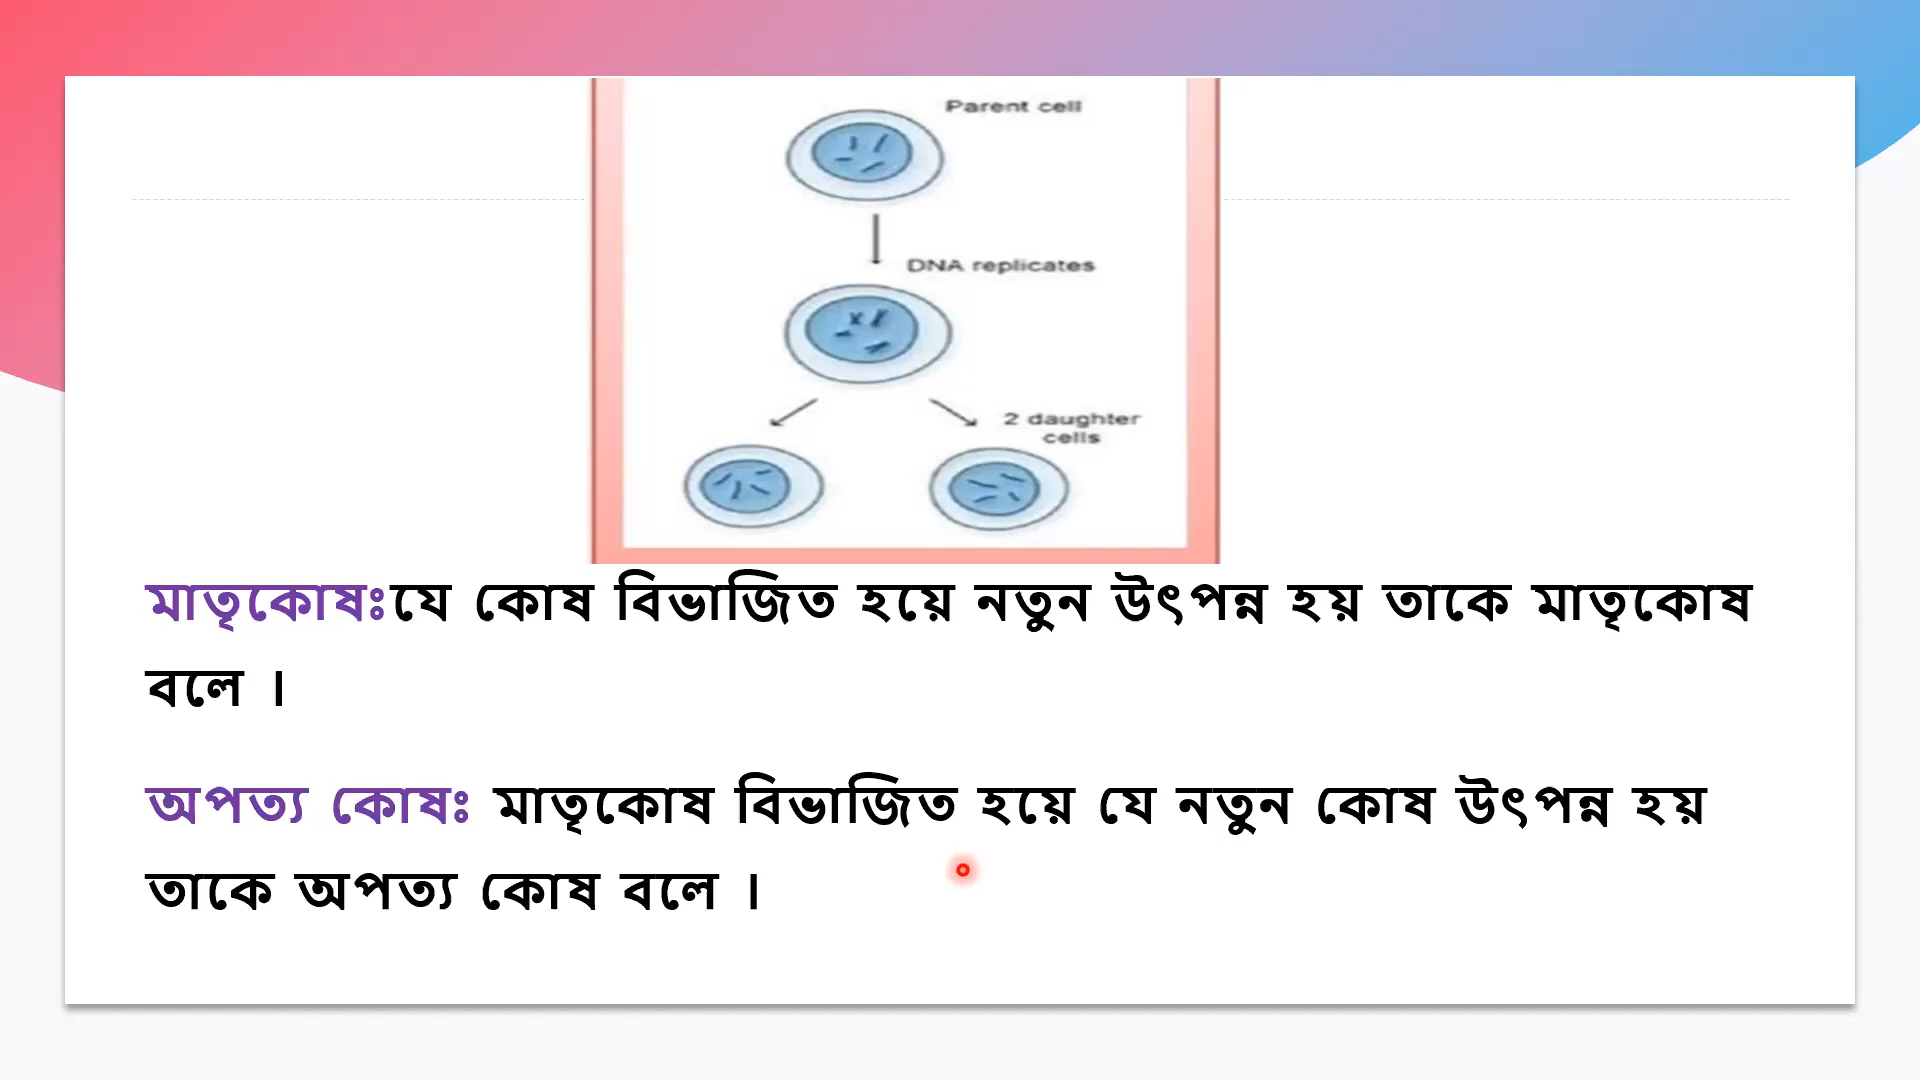 Parent cell
DNA replicates
2 daughter
cells
মাতৃকোষঃযে কোষ বিভাজিত হয়ে নতুন উৎপন্ন হয় তাকে মাতৃকোষ
বলে ।
অপত্য কোষঃ মাতৃকোষ বিভাজিত হয়ে যে নতুন কোষ উৎপন্ন হয়
তাকে অপত্য কোষ বলে ।